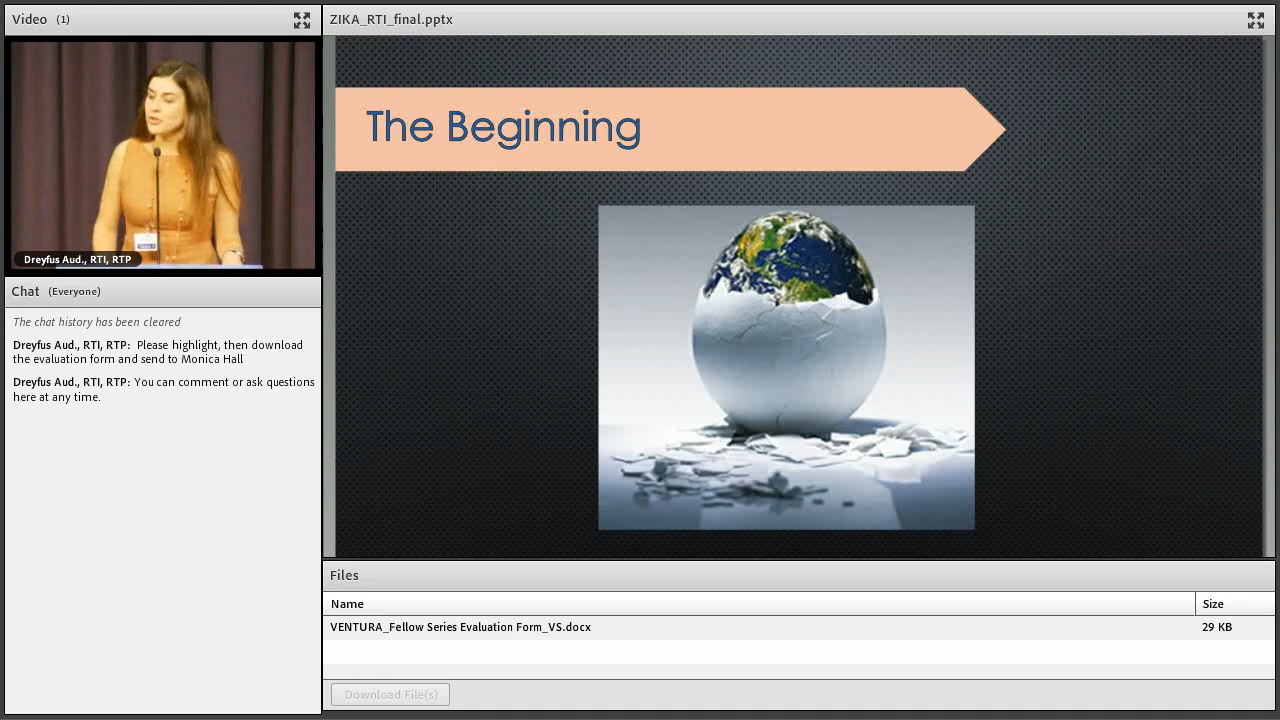 Video (1)
Dreyfus Aud., RTI, RTP
Chat (Everyone)
The chat history has been cleared
Dreyfus Aud., RTI, RTP: Please highlight, then download
the evaluation form and send to Monica Hall
Dreyfus Aud., RTI, RTP: You can comment or ask questions
here at any time.
ZIKA_RTI_final.pptx
The Beginning
Files
Name Size
VENTURA_Fellow Series Evaluation Form_VS.docx 29 KB
Download File(s)